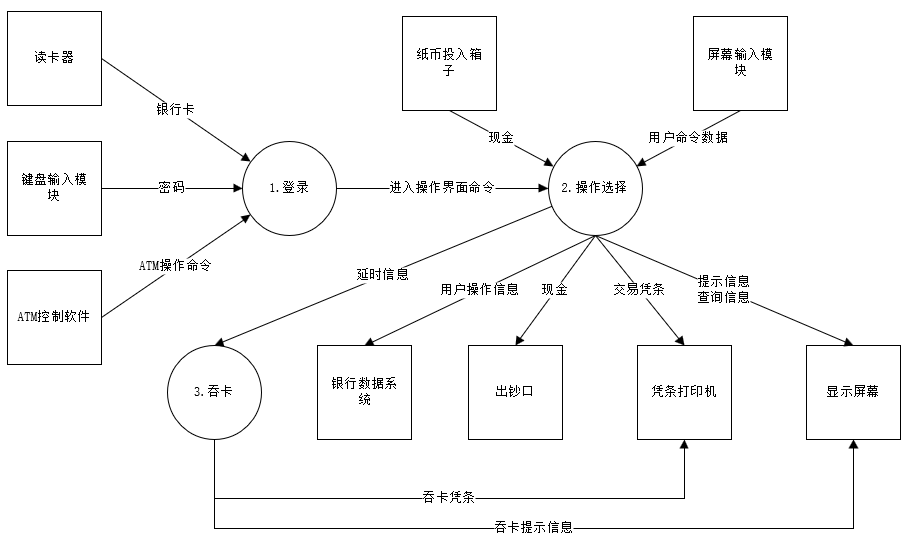 读卡器
纸币投入箱
子
屏幕输入模
块
银行卡
现金
用户命令数据
键盘输入模
块
密码
1.登录
进入操作界面命令
2.操作选择
ATM操作命令
ATM控制软件
延时信息
用户操作信息
现金
交易凭条
提示信息
查询信息
3.吞卡
银行数据系
统
出钞口
凭条打印机
显示屏幕
吞卡凭条
吞卡提示信息